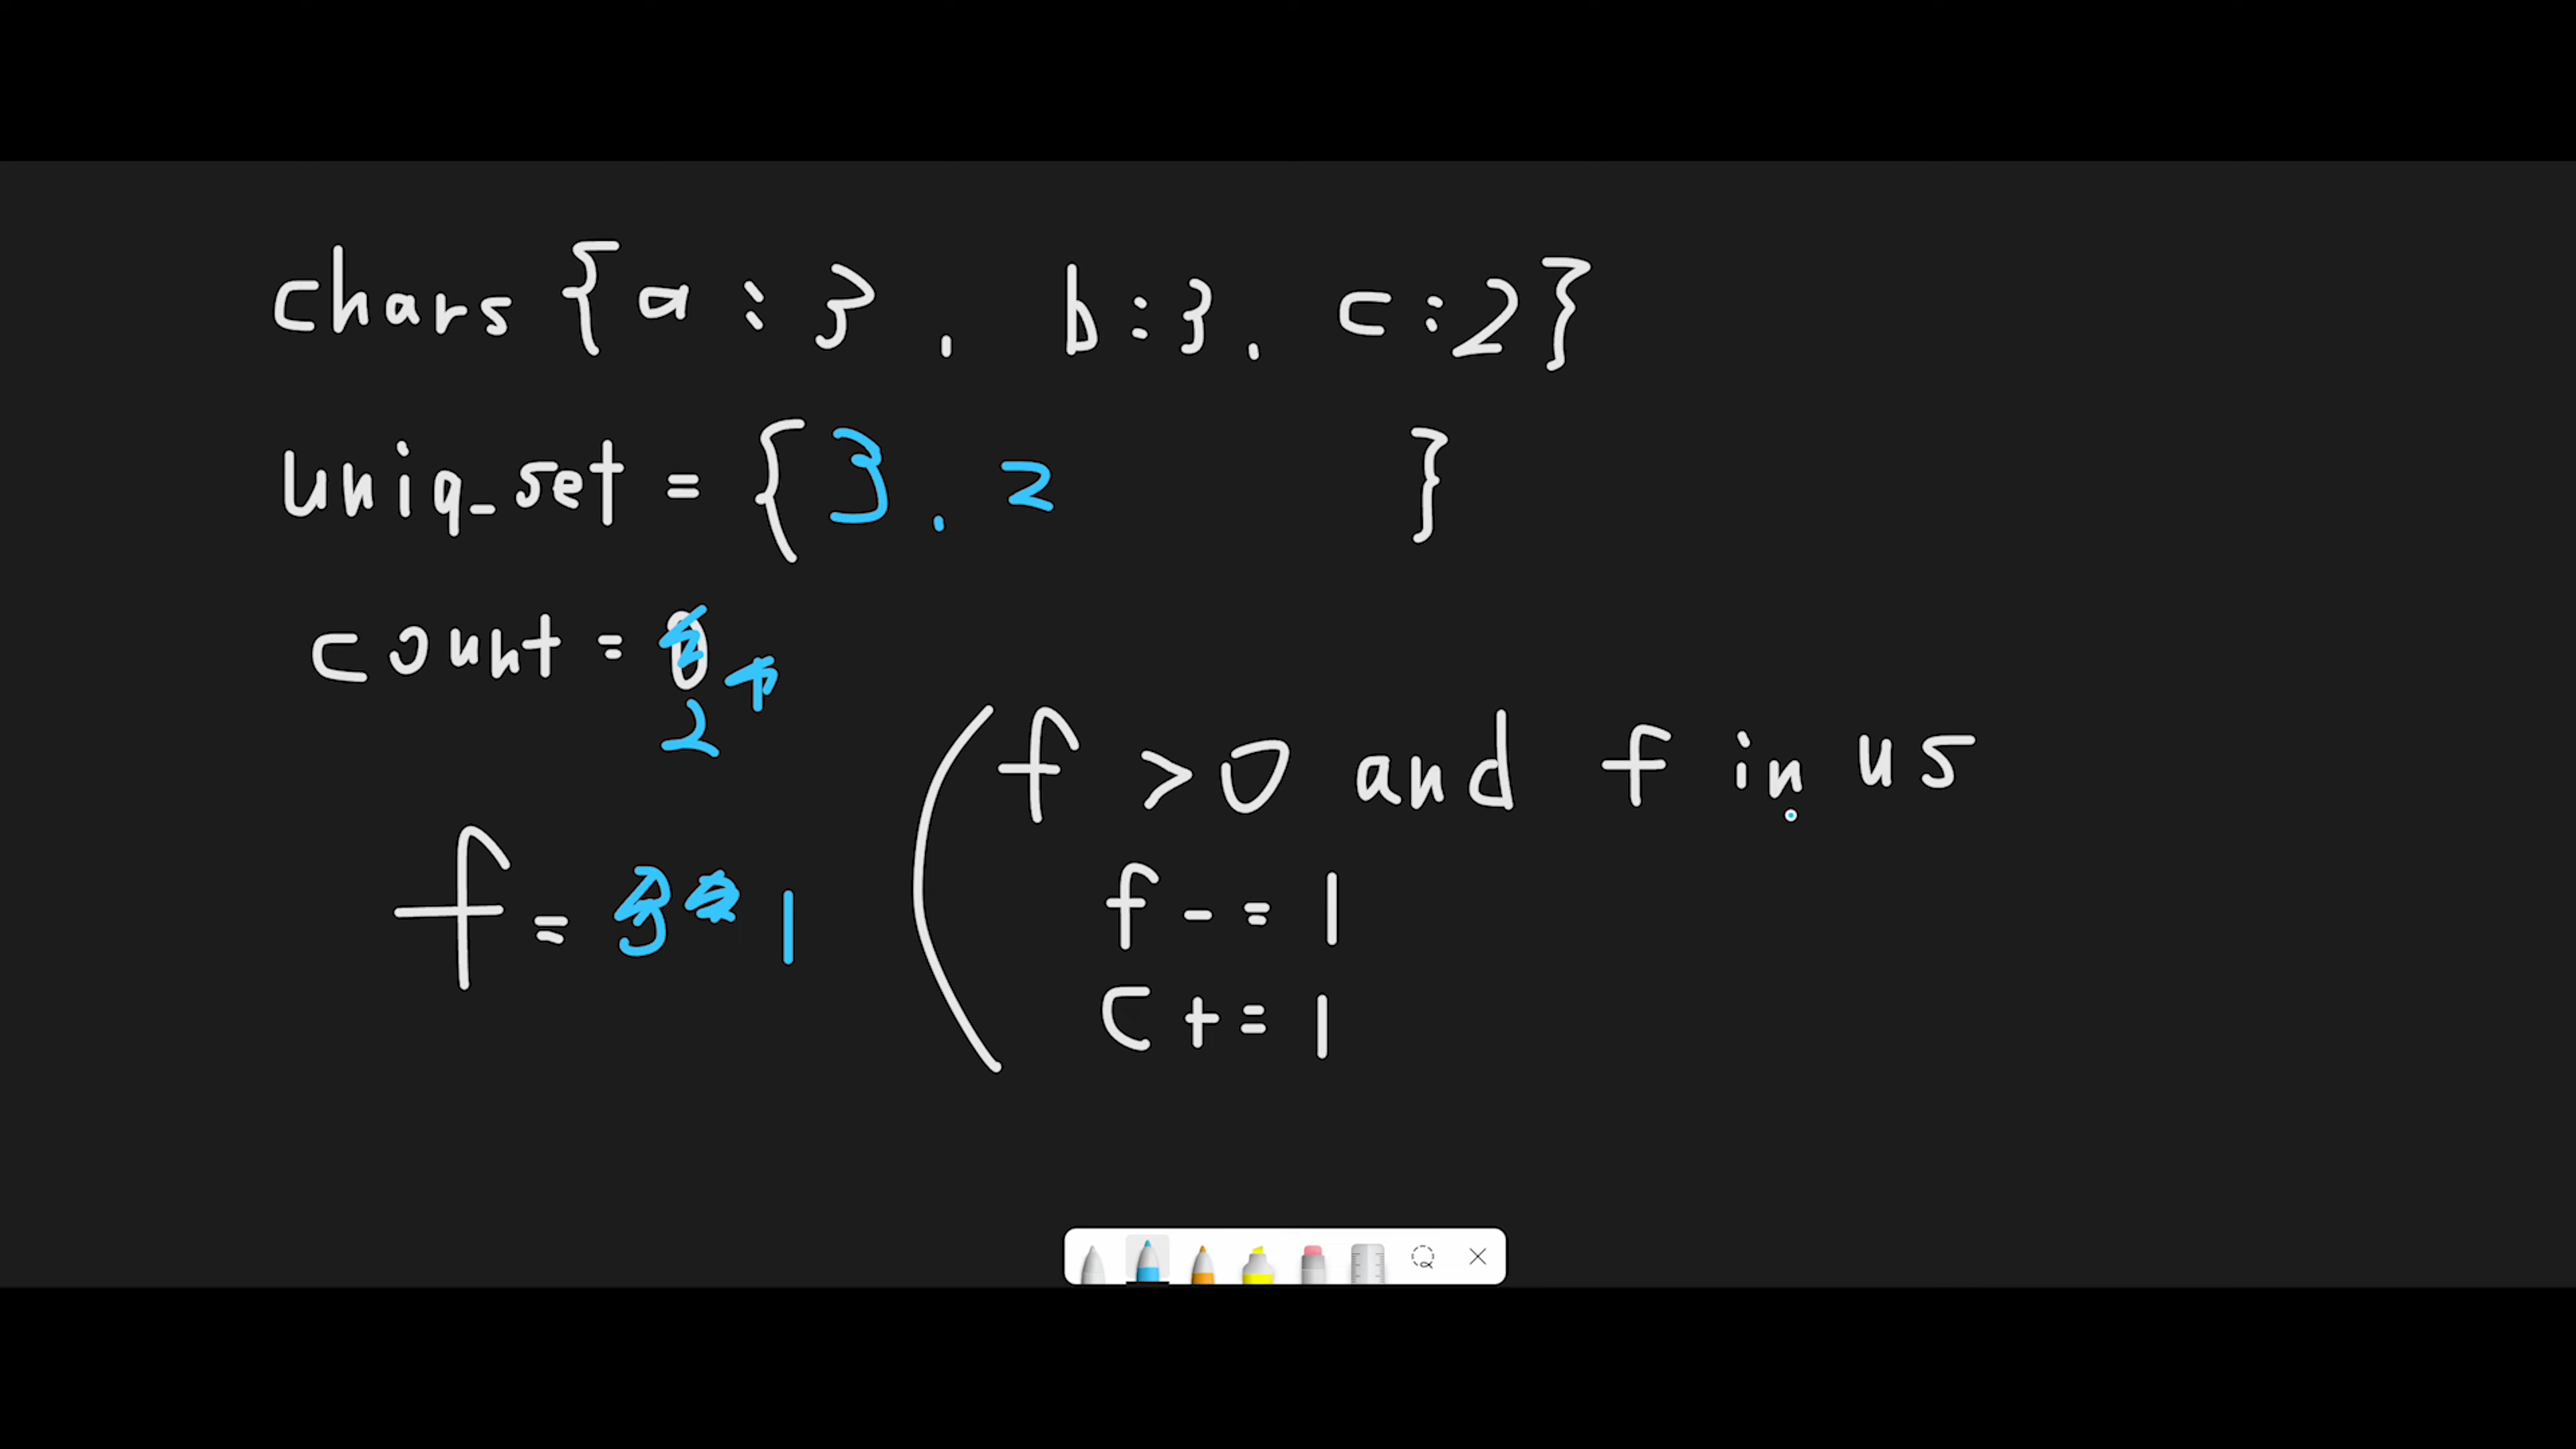 chars {a : 3, b : 3, c : 2}
uniq_set = {3, 2 }
count = 0
2
f > 0 and f in us
f = 3 2 1
f -= 1
c += 1